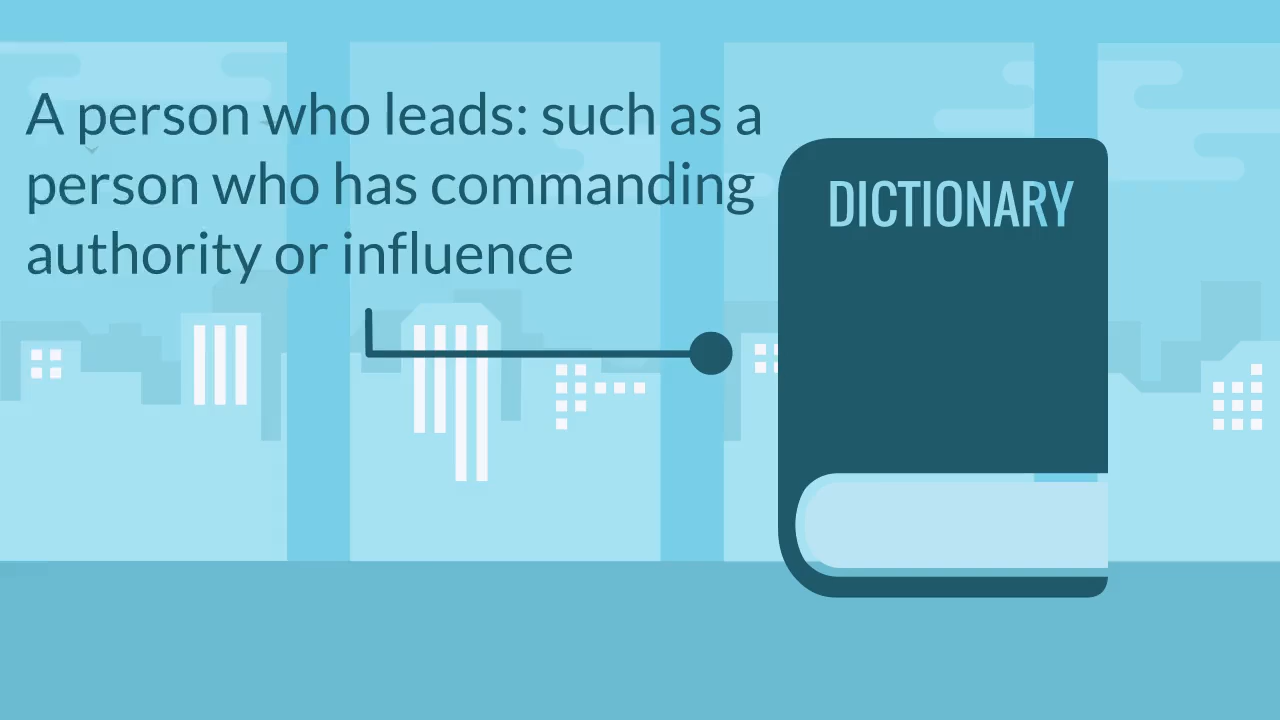 A person who leads: such as a
person who has commanding
authority or influence
DICTIONARY